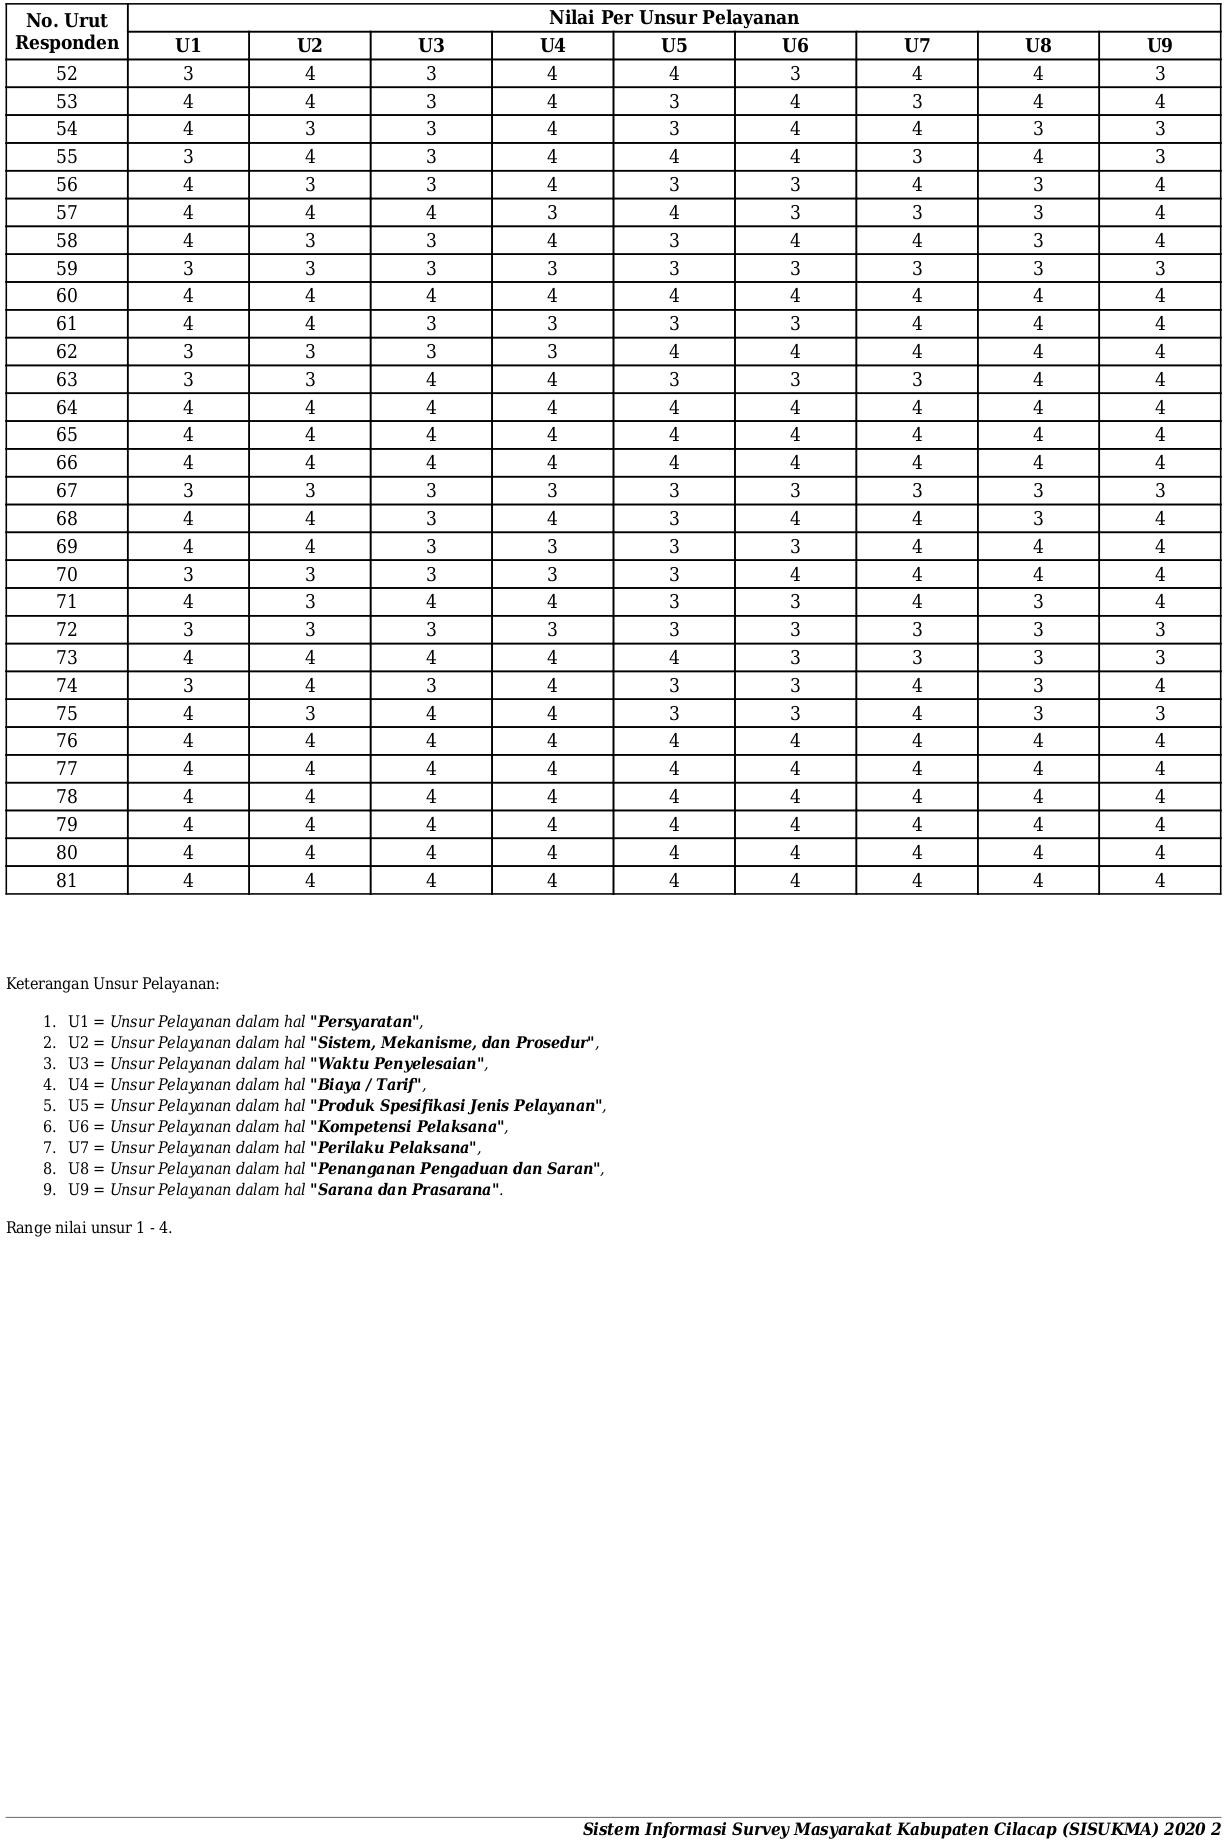 No. Urut Responden Nilai Per Unsur Pelayanan
U1 U2 U3 U4 U5 U6 U7 U8 U9
52 3 4 3 4 4 3 4 4 3
53 4 4 3 4 3 4 3 4 4
54 4 3 3 4 3 4 4 3 3
55 3 4 3 4 4 4 3 4 3
56 4 3 3 4 3 3 4 3 4
57 4 4 4 3 4 3 3 3 4
58 4 3 3 4 3 4 4 3 4
59 3 3 3 3 3 3 3 3 3
60 4 4 4 4 4 4 4 4 4
61 4 4 3 3 3 3 4 4 4
62 3 3 3 3 4 4 4 4 4
63 3 3 4 4 3 3 3 4 4
64 4 4 4 4 4 4 4 4 4
65 4 4 4 4 4 4 4 4 4
66 4 4 4 4 4 4 4 4 4
67 3 3 3 3 3 3 3 3 3
68 4 4 3 4 3 4 4 3 4
69 4 4 3 3 3 3 4 4 4
70 3 3 3 3 3 4 4 4 4
71 4 3 4 4 3 3 4 3 4
72 3 3 3 3 3 3 3 3 3
73 4 4 4 4 4 3 3 3 3
74 3 4 3 4 3 3 4 3 4
75 4 3 4 4 3 3 4 3 3
76 4 4 4 4 4 4 4 4 4
77 4 4 4 4 4 4 4 4 4
78 4 4 4 4 4 4 4 4 4
79 4 4 4 4 4 4 4 4 4
80 4 4 4 4 4 4 4 4 4
81 4 4 4 4 4 4 4 4 4
Keterangan Unsur Pelayanan:
1. U1 = Unsur Pelayanan dalam hal "Persyaratan",
2. U2 = Unsur Pelayanan dalam hal "Sistem, Mekanisme, dan Prosedur",
3. U3 = Unsur Pelayanan dalam hal "Waktu Penyelesaian",
4. U4 = Unsur Pelayanan dalam hal "Biaya / Tarif",
5. U5 = Unsur Pelayanan dalam hal "Produk Spesifikasi Jenis Pelayanan",
6. U6 = Unsur Pelayanan dalam hal "Kompetensi Pelaksana",
7. U7 = Unsur Pelayanan dalam hal "Perilaku Pelaksana",
8. U8 = Unsur Pelayanan dalam hal "Penanganan Pengaduan dan Saran",
9. U9 = Unsur Pelayanan dalam hal "Sarana dan Prasarana".
Range nilai unsur 1 - 4.
Sistem Informasi Survey Masyarakat Kabupaten Cilacap (SISUKMA) 2020 2